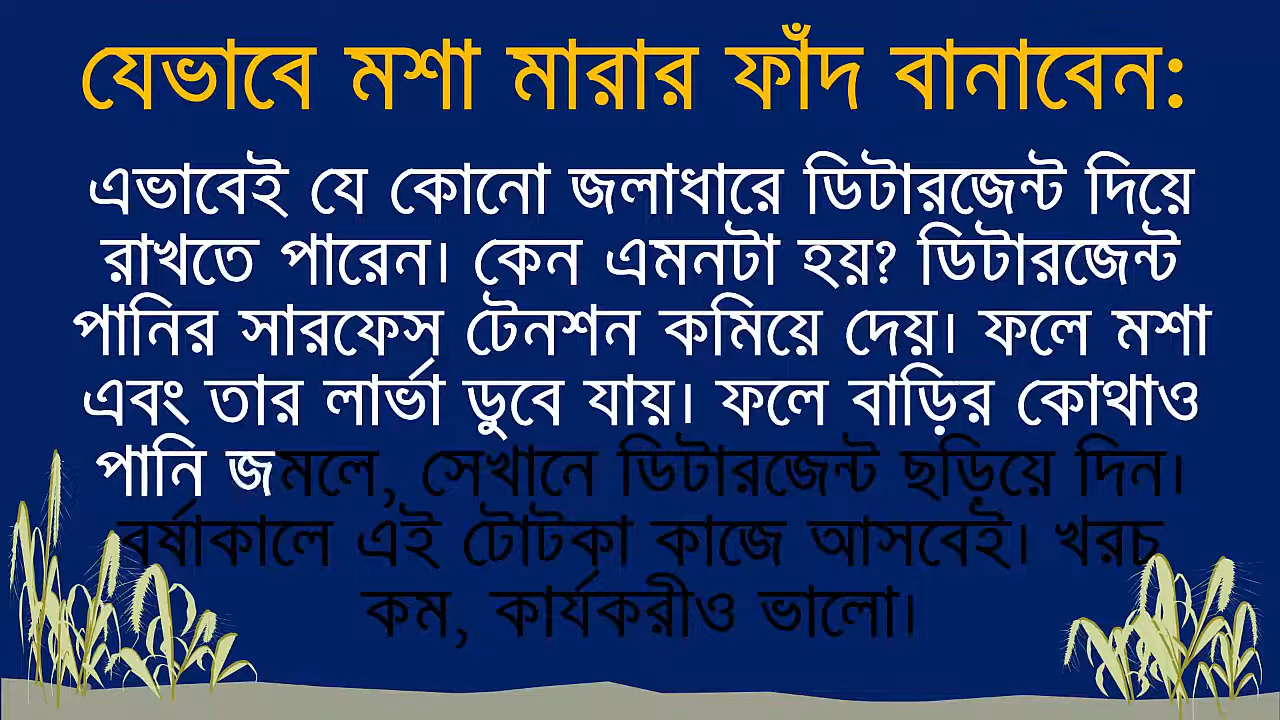 যেভাবে মশা মারার ফাঁদ বানাবেন:
এভাবেই যে কোনো জলাধারে ডিটারজেন্ট দিয়ে
রাখতে পারেন। কেন এমনটা হয়? ডিটারজেন্ট
পানির সারফেস টেনশন কমিয়ে দেয়। ফলে মশা
এবং তার লার্ভা ডুবে যায়। ফলে বাড়ির কোথাও
পানি জমলে, সেখানে ডিটারজেন্ট ছড়িয়ে দিন।
বর্ষাকালে এই টোটকা কাজে আসবেই। খরচ
কম, কার্যকরীও ভালো।